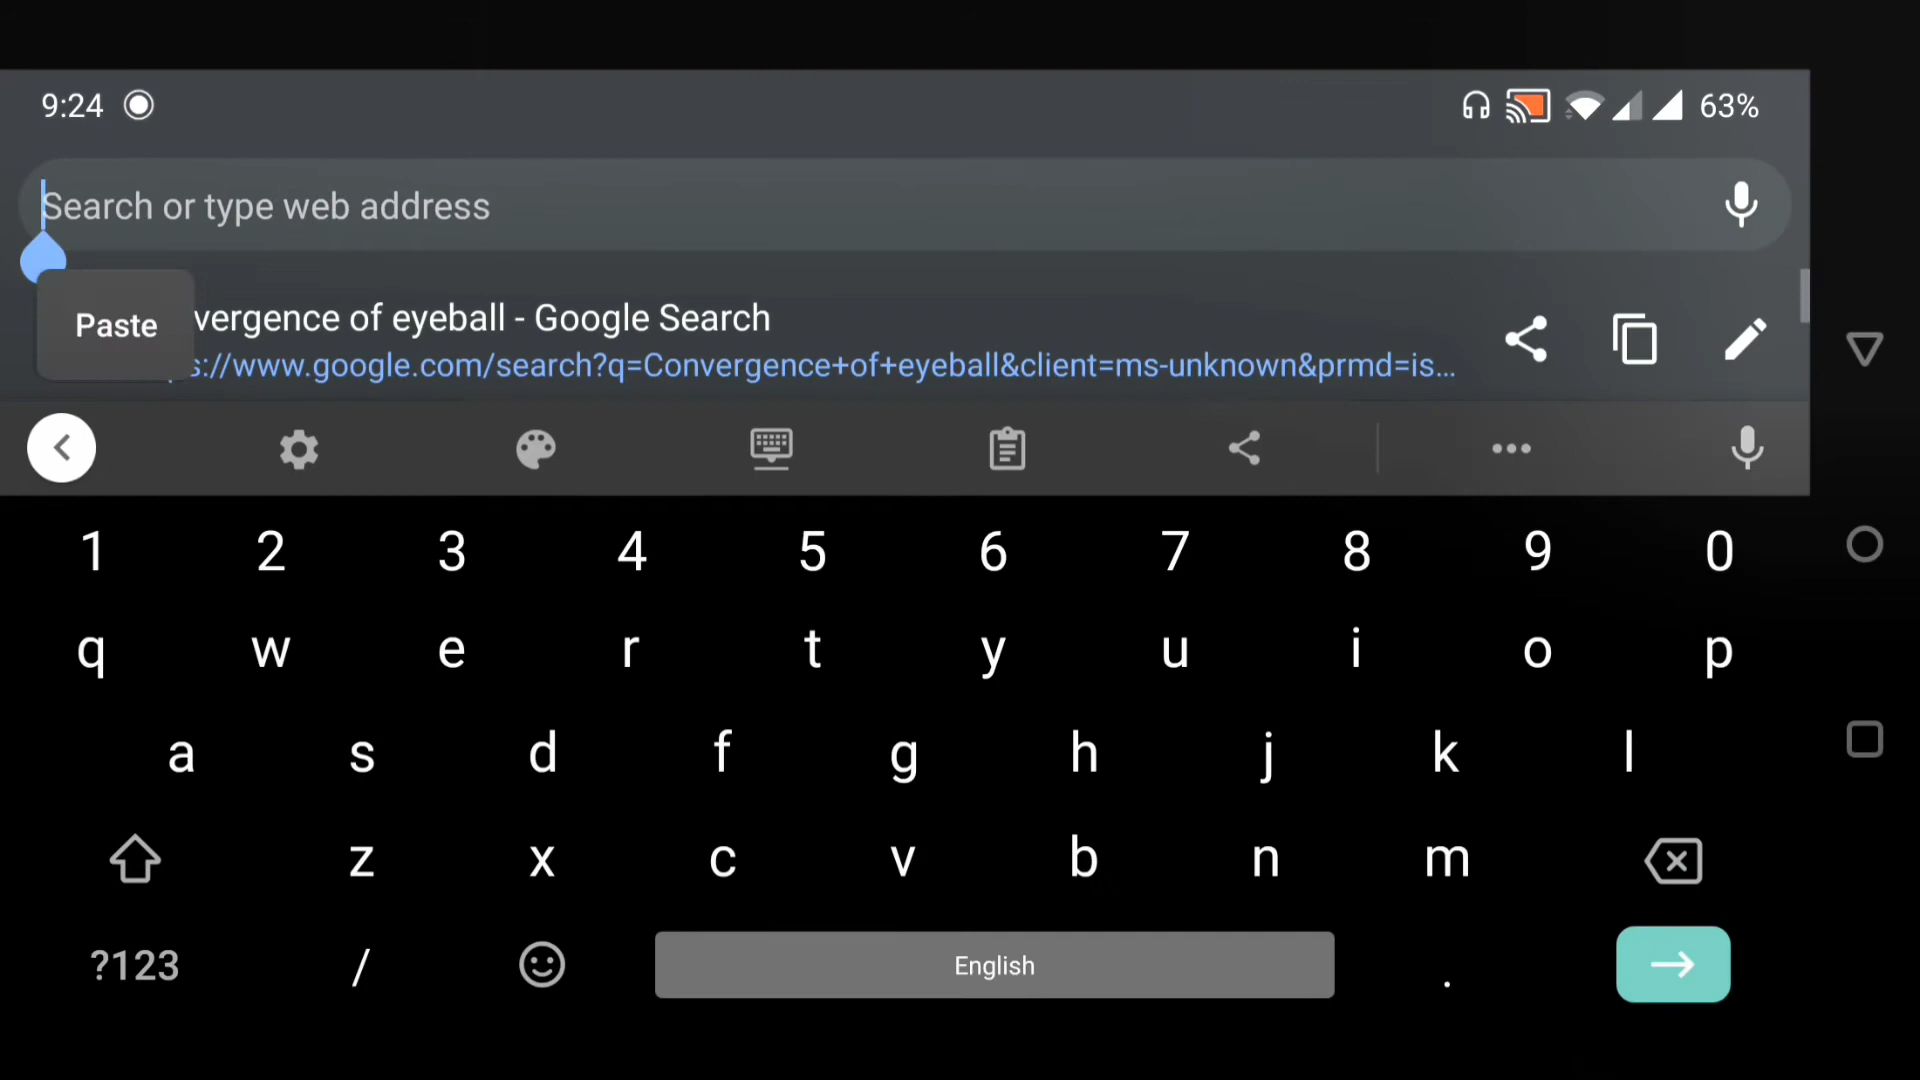 9:24
63%
Search or type web address
Paste
vergence of eyeball - Google Search
s://www.google.com/search?q=Convergence+of+eyeball&client=ms-unknown&prmd=is...
1 2 3 4 5 6 7 8 9 0
q w e r t y u i o p
a s d f g h j k l
z x c v b n m
?123 / English .